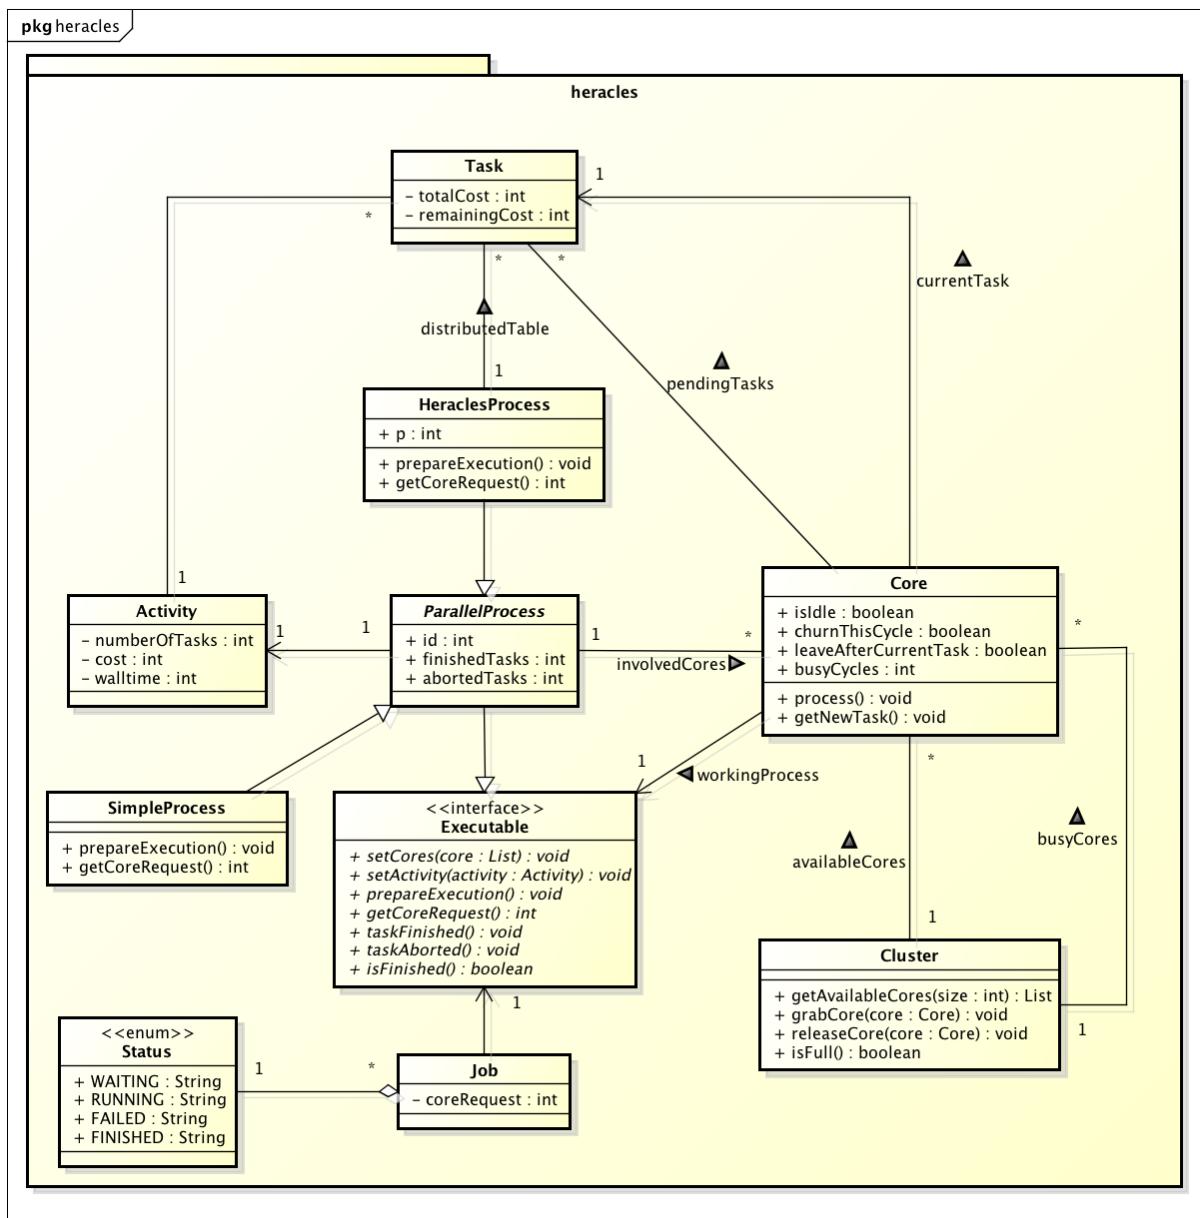 pkg heracles
heracles
Task
– totalCost : int
– remainingCost : int
1
*
*
*
currentTask
distributedTable
pendingTasks
1
HeraclesProcess
+ p : int
+ prepareExecution() : void
+ getCoreRequest() : int
1
Activity
– numberOfTasks : int
– cost : int
– walltime : int
1
1
ParallelProcess
+ id : int
+ finishedTasks : int
+ abortedTasks : int
1
*
involvedCores
Core
+ isIdle : boolean
+ churnThisCycle : boolean
+ leaveAfterCurrentTask : boolean
+ busyCycles : int
+ process() : void
+ getNewTask() : void
*
*
1
workingProcess
SimpleProcess
+ prepareExecution() : void
+ getCoreRequest() : int
<<interface>>
Executable
+ setCores(core : List) : void
+ setActivity(activity : Activity) : void
+ prepareExecution() : void
+ getCoreRequest() : int
+ taskFinished() : void
+ taskAborted() : void
+ isFinished() : boolean
busyCores
availableCores
1
Cluster
+ getAvailableCores(size : int) : List
+ grabCore(core : Core) : void
+ releaseCore(core : Core) : void
+ isFull() : boolean
1
1
<<enum>>
Status
+ WAITING : String
+ RUNNING : String
+ FAILED : String
+ FINISHED : String
1
*
Job
– coreRequest : int